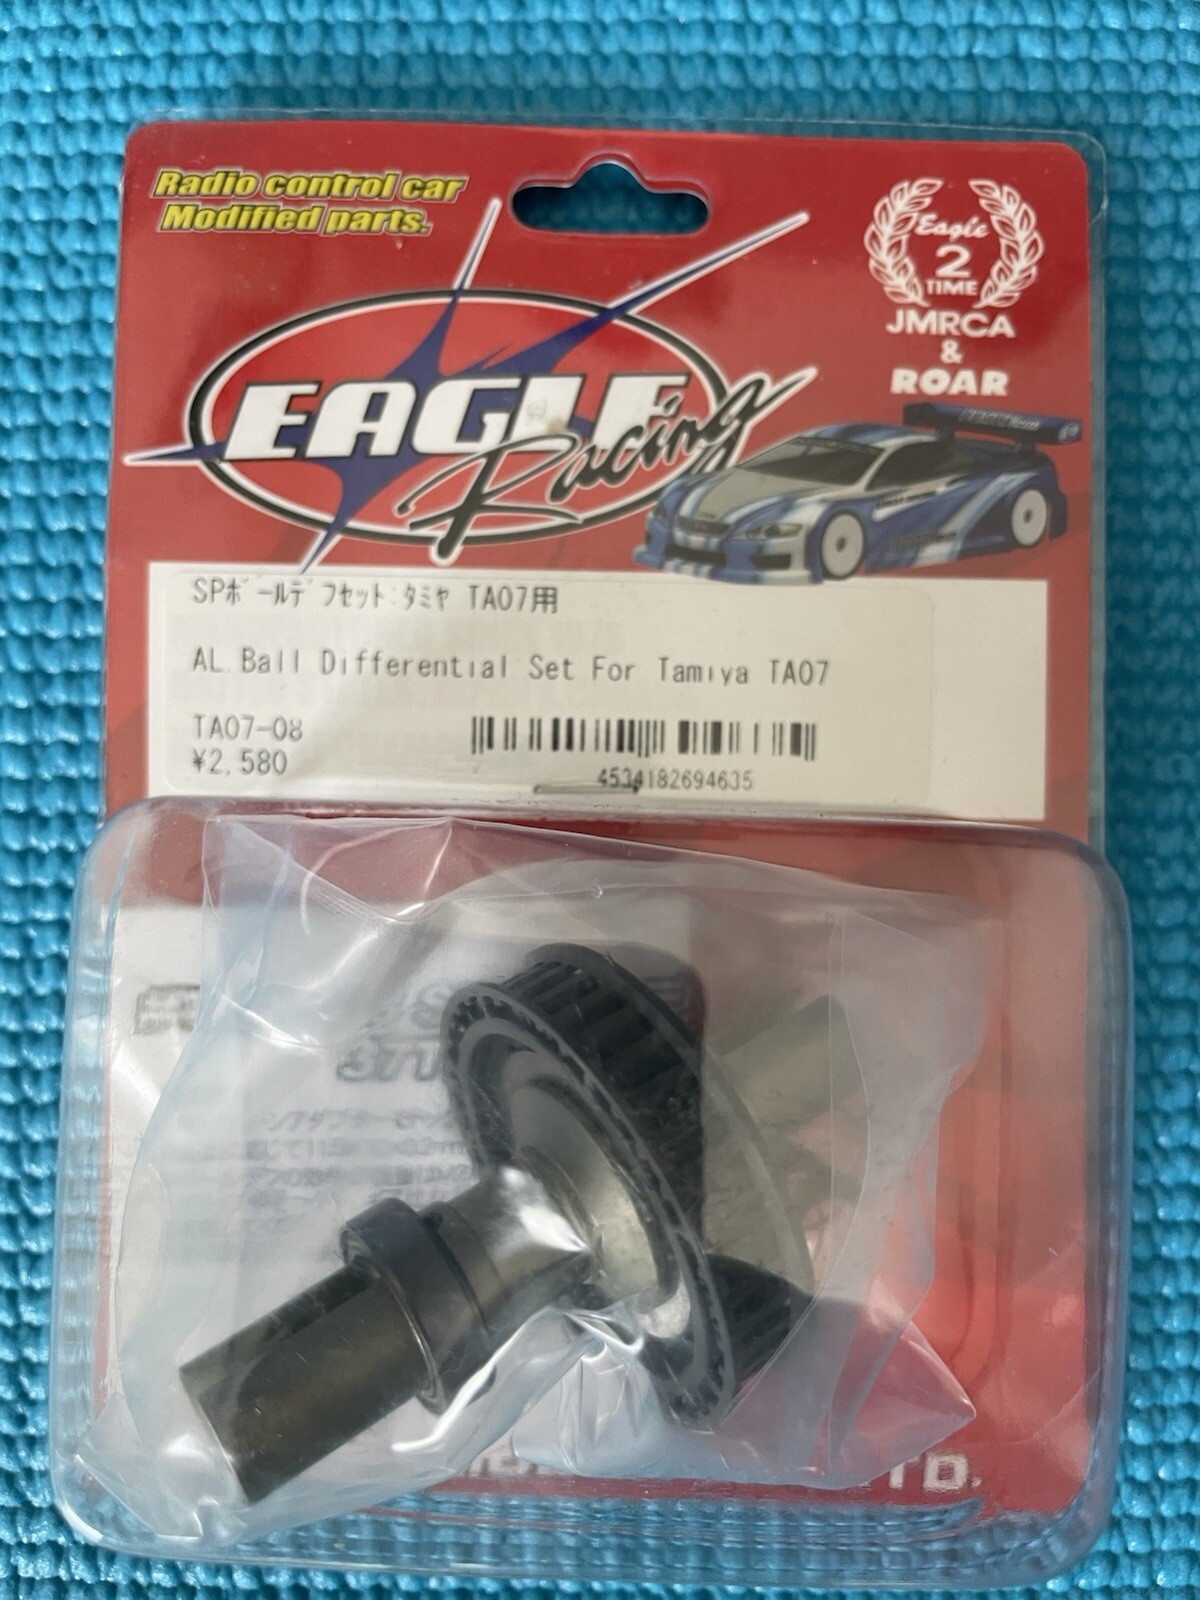 Radio control car
Modified parts.
Eagle
2
TIME
JMRCA
&
ROAR
EAGLE
Racing
SPボールデフセット:タミヤ TA07用
AL.Ball Differential Set For Tamiya TA07
TA07-08
¥2,580
4534182694635